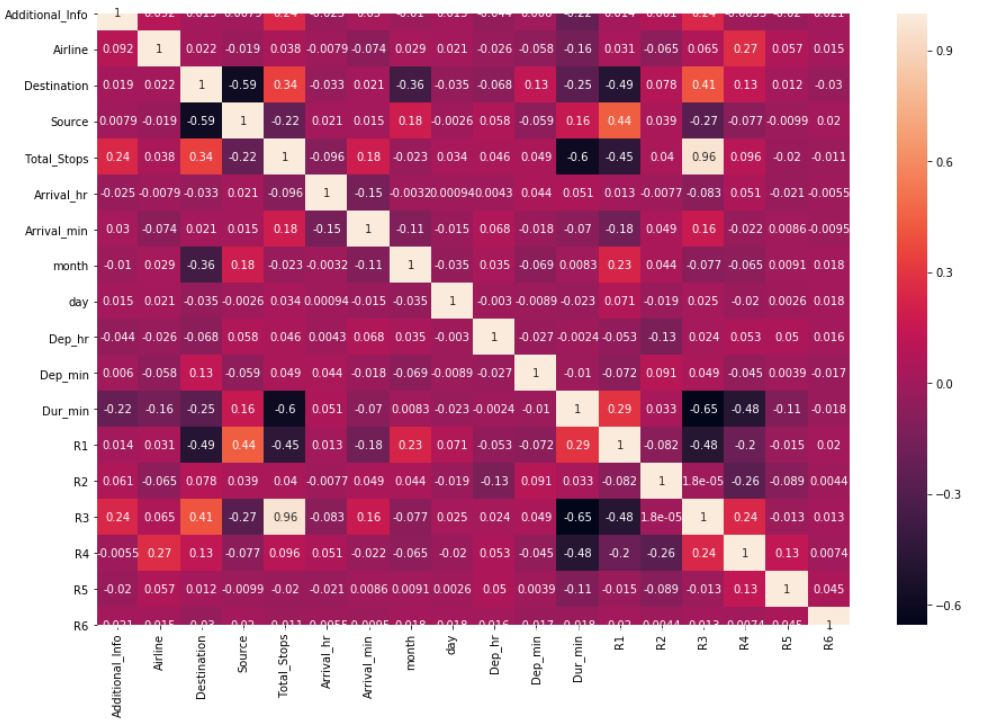 Additional_Info 1
Airline 0.092 1 0.022 -0.019 0.038 -0.0079 -0.074 0.029 0.021 -0.026 -0.058 -0.16 0.031 -0.065 0.065 0.27 0.057 0.015
Destination 0.019 0.022 1 -0.59 0.34 -0.033 0.021 -0.36 -0.035 -0.068 0.13 -0.25 -0.49 0.078 0.41 0.13 0.012 -0.03
Source 0.0079 -0.019 -0.59 1 -0.22 0.021 0.015 0.18 -0.0026 0.058 -0.059 0.16 0.44 0.039 -0.27 -0.077 -0.0099 0.02
Total_Stops 0.24 0.038 0.34 -0.22 1 -0.096 0.18 -0.023 0.034 0.046 0.049 -0.6 -0.45 0.04 0.96 0.096 -0.02 -0.011
Arrival_hr -0.025 -0.0079 -0.033 0.021 -0.096 1 -0.15 -0.0032 0.00094 0.0043 0.044 0.051 0.013 -0.0077 -0.083 0.051 -0.021 -0.0055
Arrival_min 0.03 -0.074 0.021 0.015 0.18 -0.15 1 -0.11 -0.015 0.068 -0.018 -0.07 -0.18 0.049 0.16 -0.022 0.0086 -0.0095
month -0.01 0.029 -0.36 0.18 -0.023 -0.0032 -0.11 1 -0.035 0.035 -0.069 0.0083 0.23 0.044 -0.077 -0.065 0.0091 0.018
day 0.015 0.021 -0.035 -0.0026 0.034 0.00094 -0.015 -0.035 1 -0.003 -0.0089 -0.023 0.071 -0.019 0.025 -0.02 0.0026 0.018
Dep_hr -0.044 -0.026 -0.068 0.058 0.046 0.0043 0.068 0.035 -0.003 1 -0.027 -0.0024 -0.053 -0.13 0.024 0.053 0.05 0.016
Dep_min 0.006 -0.058 0.13 -0.059 0.049 0.044 -0.018 -0.069 -0.0089 -0.027 1 -0.01 -0.072 0.091 0.049 -0.045 0.0039 -0.017
Dur_min -0.22 -0.16 -0.25 0.16 -0.6 0.051 -0.07 0.0083 -0.023 -0.0024 -0.01 1 0.29 0.033 -0.65 -0.48 -0.11 -0.018
R1 0.014 0.031 -0.49 0.44 -0.45 0.013 -0.18 0.23 0.071 -0.053 -0.072 0.29 1 -0.082 -0.48 -0.2 -0.015 0.02
R2 0.061 -0.065 0.078 0.039 0.04 -0.0077 0.049 0.044 -0.019 -0.13 0.091 0.033 -0.082 1 1.8e-05 -0.26 -0.089 0.0044
R3 0.24 0.065 0.41 -0.27 0.96 -0.083 0.16 -0.077 0.025 0.024 0.049 -0.65 -0.48 1.8e-05 1 0.24 -0.013 0.013
R4 -0.0055 0.27 0.13 -0.077 0.096 0.051 -0.022 -0.065 -0.02 0.053 -0.045 -0.48 -0.2 -0.26 0.24 1 0.13 0.0074
R5 -0.02 0.057 0.012 -0.0099 -0.02 -0.021 0.0086 0.0091 0.0026 0.05 0.0039 -0.11 -0.015 -0.089 -0.013 0.13 1 0.045
R6 1
Additional_Info Airline Destination Source Total_Stops Arrival_hr Arrival_min month day Dep_hr Dep_min Dur_min R1 R2 R3 R4 R5 R6
0.9
0.6
0.3
0.0
-0.3
-0.6